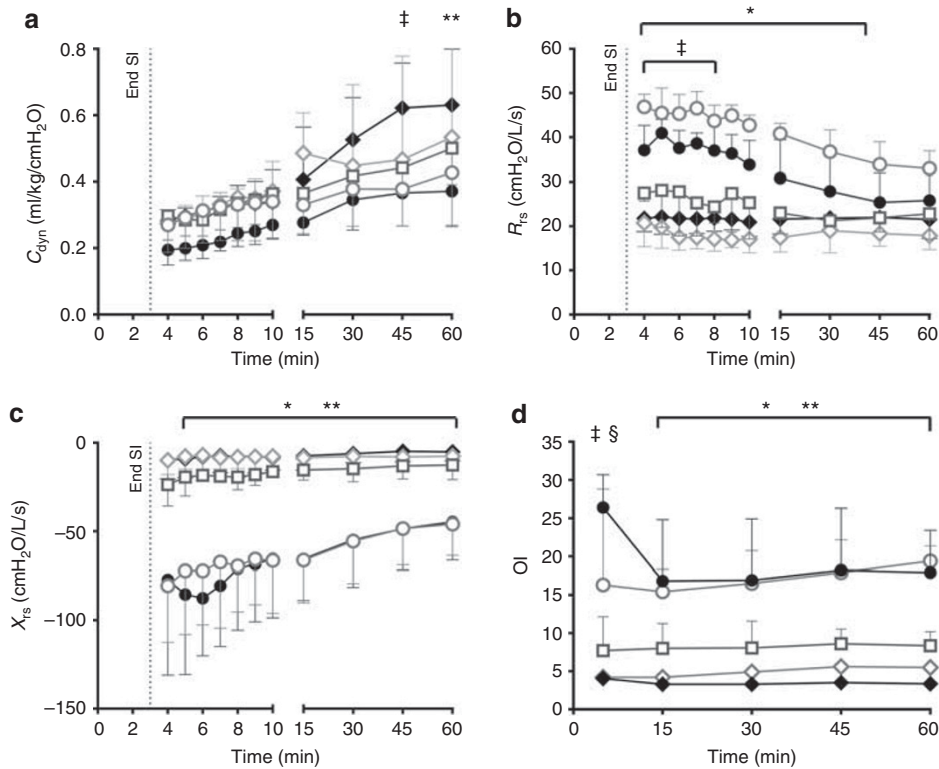 a
‡ **
0.8
0.6
0.4
0.2
0.0
End SI
C_dyn (ml/kg/cmH₂O)
0 2 4 6 8 10 15 30 45 60
Time (min)
b
*
‡
60
50
40
30
20
10
0
End SI
R_rs (cmH₂O/L/s)
0 2 4 6 8 10 15 30 45 60
Time (min)
c
* **
0
−50
−100
−150
End SI
X_rs (cmH₂O/L/s)
0 2 4 6 8 10 15 30 45 60
Time (min)
d
* **
‡ §
35
30
25
20
15
10
5
0
OI
0 15 30 45 60
Time (min)